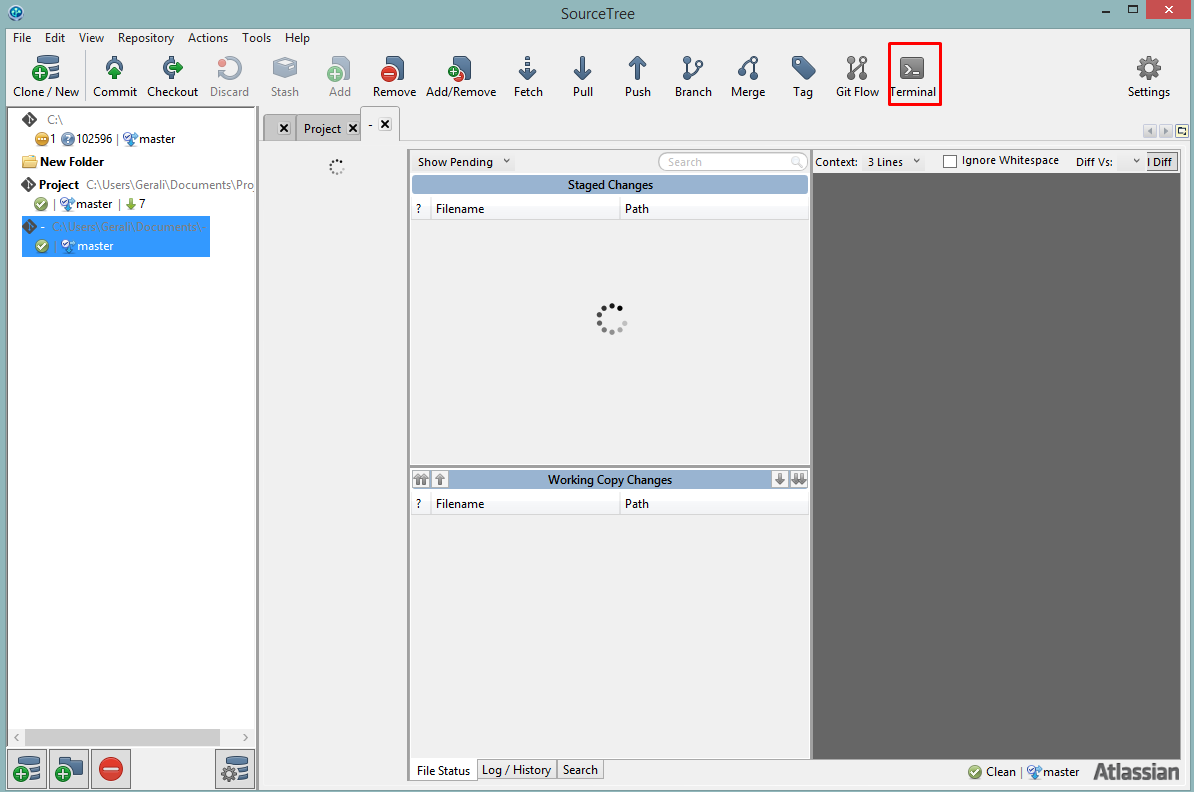 SourceTree
File Edit View Repository Actions Tools Help
Clone / New Commit Checkout Discard Stash Add Remove Add/Remove Fetch Pull Push Branch Merge Tag Git Flow Terminal Settings
C:\
1 102596 | master
New Folder
Project C:\Users\Gerali\Documents\Pro
| master | 7
- C:\Users\Gerali\Documents\-
| master
Project
-
Show Pending
Search
Context: 3 Lines Ignore Whitespace Diff Vs: l Diff
Staged Changes
? Filename Path
Working Copy Changes
? Filename Path
File Status Log / History Search
Clean | master Atlassian